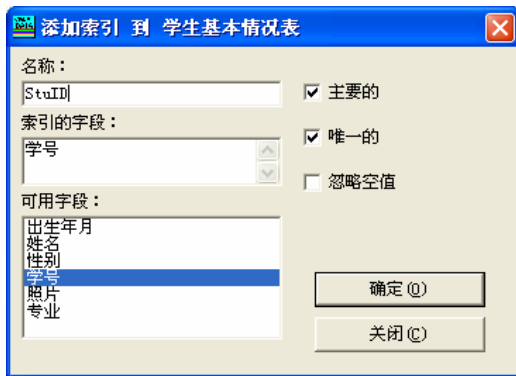 添加索引 到 学生基本情况表
名称：
StuID
主要的
索引的字段：
唯一的
学号
忽略空值
可用字段：
出生年月
姓名
性别
学号
照片
专业
确定(O)
关闭(C)